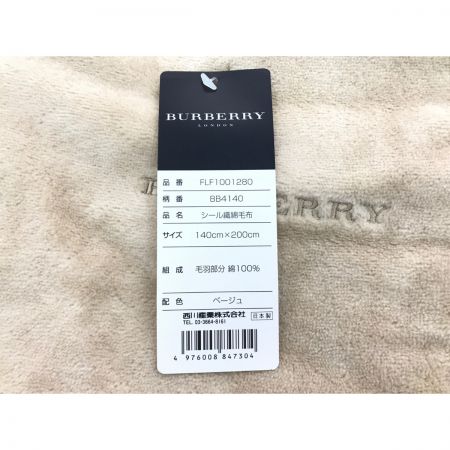 BURBERRY
LONDON
品番 FLF1001280
柄番 BB4140
品名 シール織綿毛布
サイズ 140cm×200cm
組成 毛羽部分 綿100%
配色 ベージュ
西川産業株式会社
TEL. 03-3664-8161
日本製
4 976008 847304
BERRY